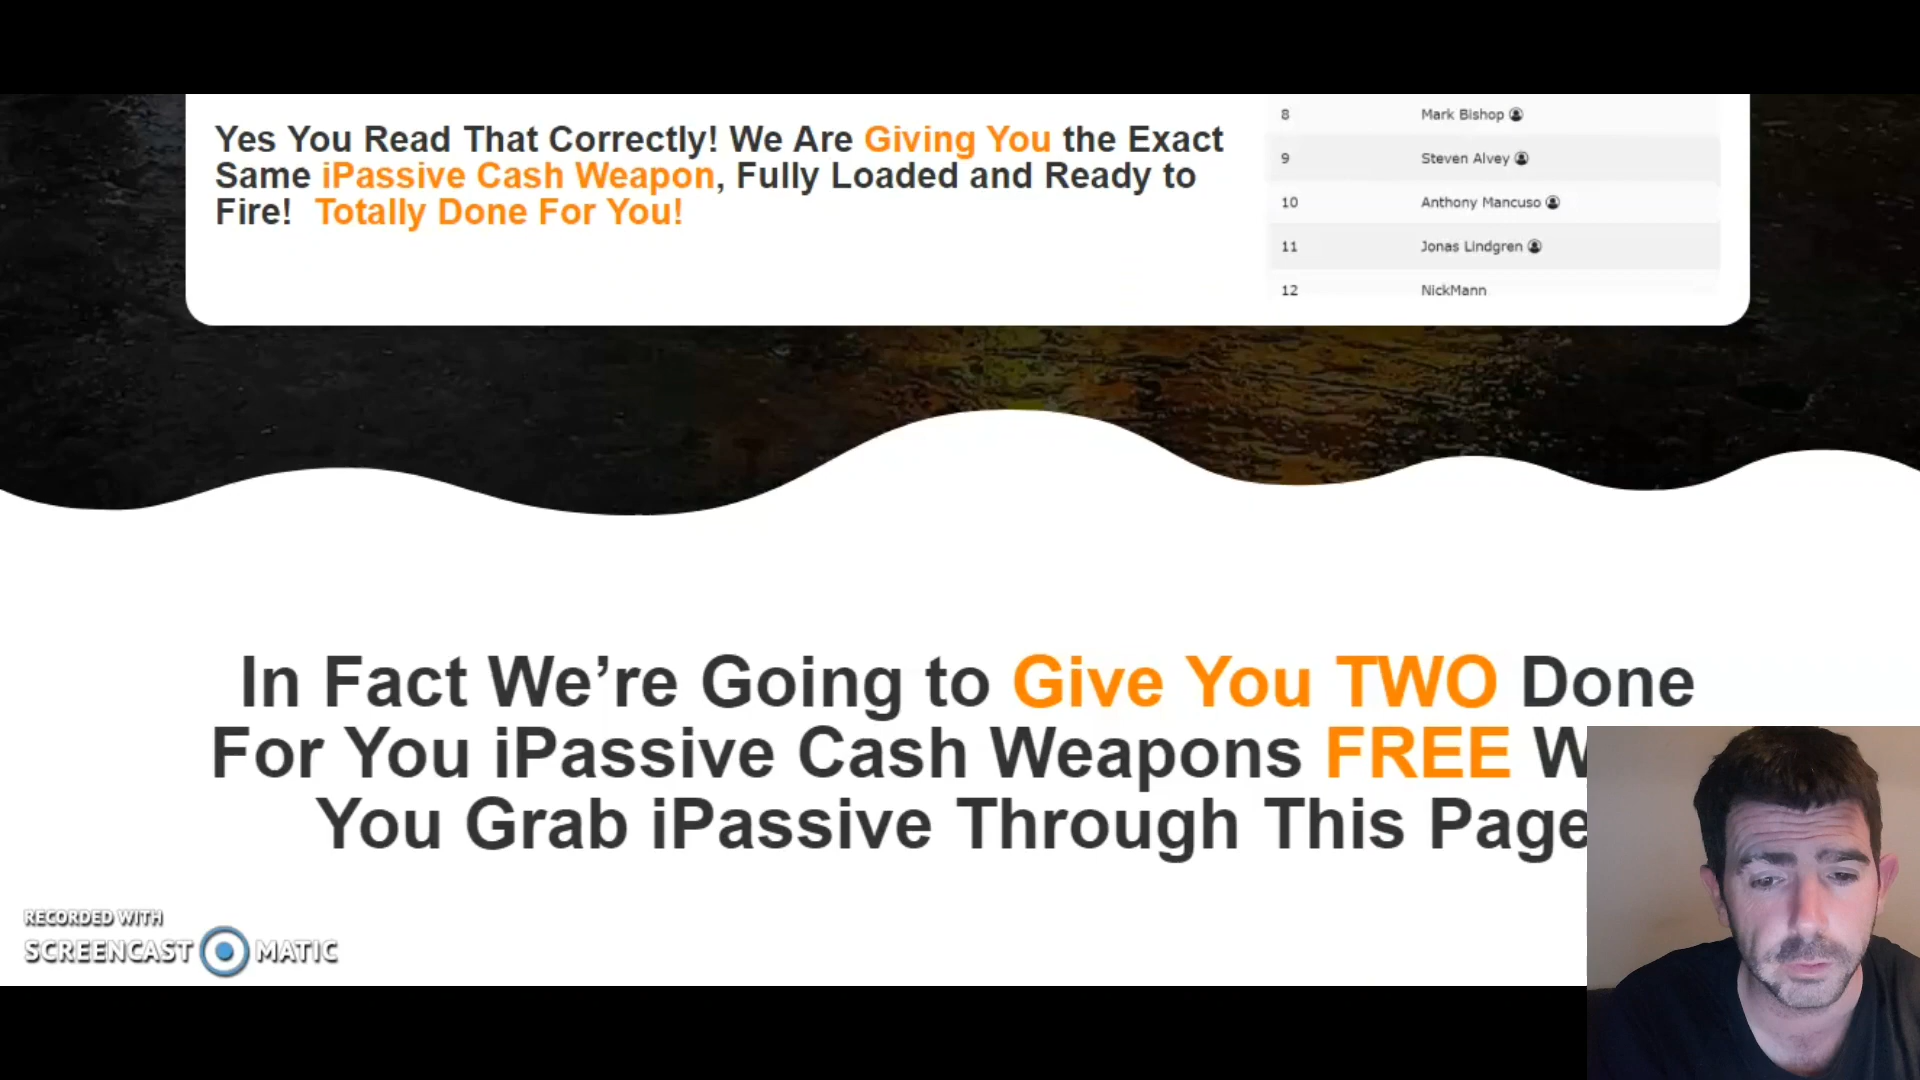 Yes You Read That Correctly! We Are Giving You the Exact
Same iPassive Cash Weapon, Fully Loaded and Ready to
Fire! Totally Done For You!
8 Mark Bishop
9 Steven Alvey
10 Anthony Mancuso
11 Jonas Lindgren
12 NickMann
In Fact We’re Going to Give You TWO Done
For You iPassive Cash Weapons FREE
You Grab iPassive Through This Page
RECORDED WITH
SCREENCAST MATIC